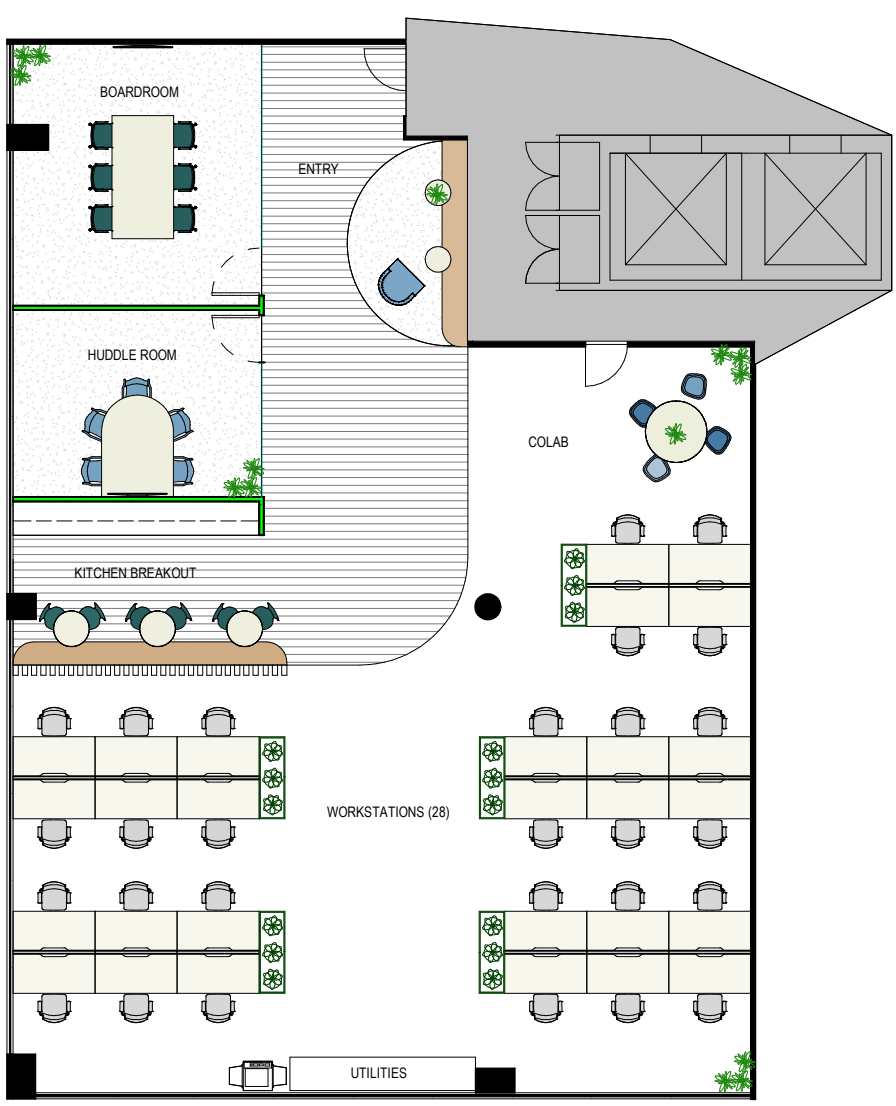 BOARDROOM
ENTRY
HUDDLE ROOM
COLAB
KITCHEN BREAKOUT
WORKSTATIONS (28)
UTILITIES